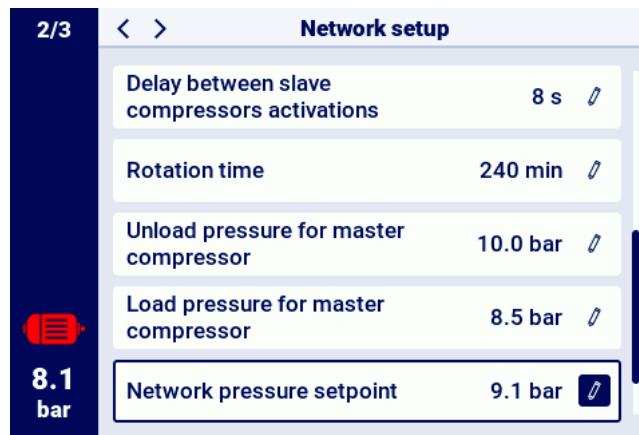 2/3
Network setup
Delay between slave
compressors activations
8 s
Rotation time
240 min
Unload pressure for master
compressor
10.0 bar
Load pressure for master
compressor
8.5 bar
Network pressure setpoint
9.1 bar
8.1
bar